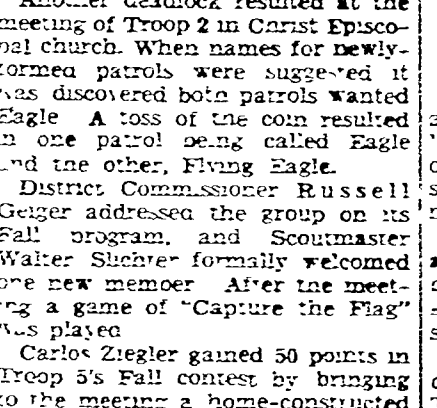 Another deadlock resulted at the
meeting of Troop 2 in Christ Episco-
pal church. When names for newly-
formed patrols were suggested it
was discovered both patrols wanted
Eagle A toss of the coin resulted
in one patrol being called Eagle
and the other, Flying Eagle.
District Commissioner Russell
Geiger addressed the group on its
Fall program, and Scoutmaster
Walter Slichter formally welcomed
one new member After the meet-
ing a game of "Capture the Flag"
was played
Carlos Ziegler gained 50 points in
Troop 5's Fall contest by bringing
to the meeting a home-constructed